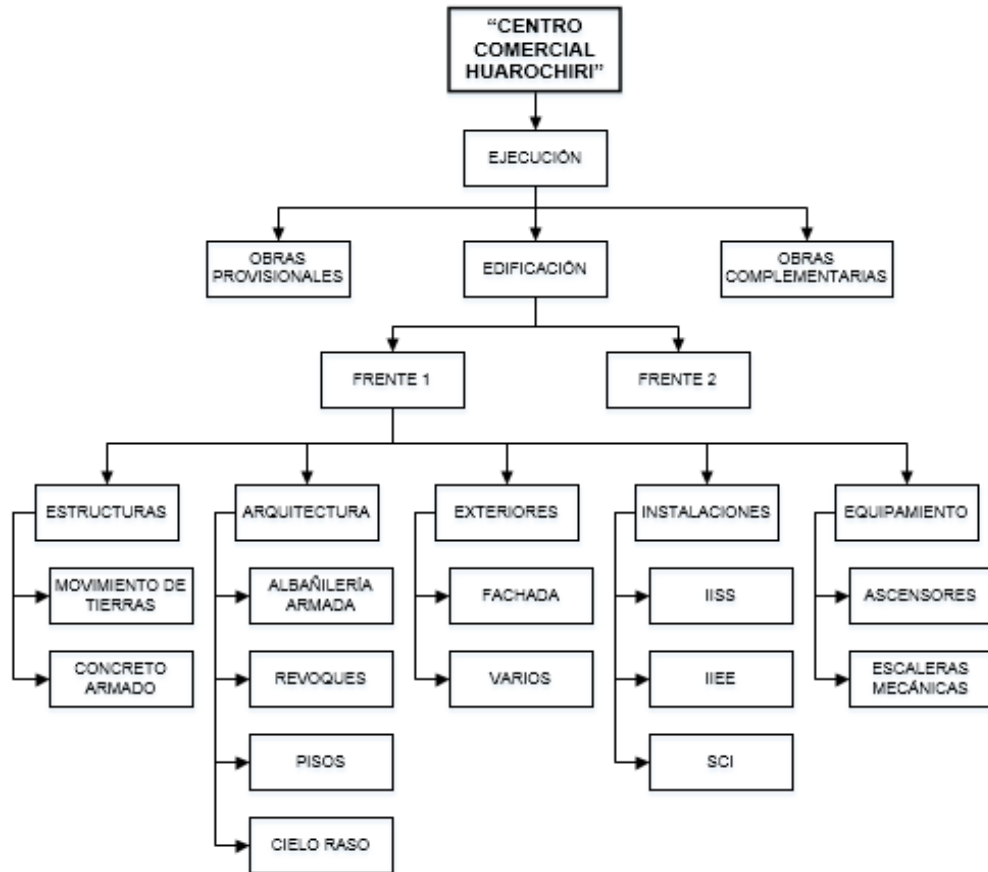 “CENTRO
COMERCIAL
HUAROCHIRI”
EJECUCIÓN
OBRAS
PROVISIONALES
EDIFICACIÓN
OBRAS
COMPLEMENTARIAS
FRENTE 1
FRENTE 2
ESTRUCTURAS
ARQUITECTURA
EXTERIORES
INSTALACIONES
EQUIPAMIENTO
MOVIMIENTO DE
TIERRAS
ALBAÑILERÍA
ARMADA
FACHADA
IISS
ASCENSORES
CONCRETO
ARMADO
REVOQUES
VARIOS
IIEE
ESCALERAS
MECÁNICAS
PISOS
SCI
CIELO RASO